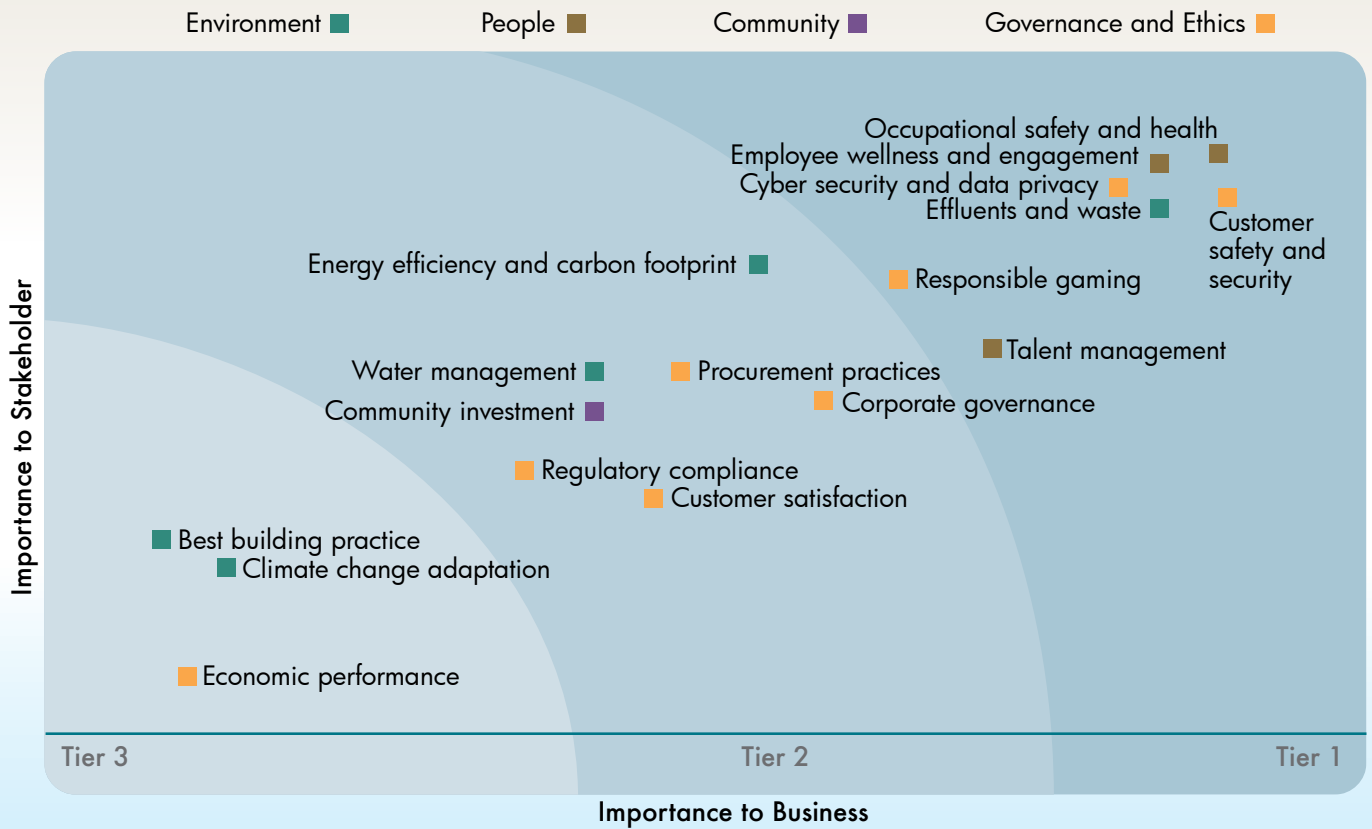 Environment
People
Community
Governance and Ethics
Occupational safety and health
Employee wellness and engagement
Cyber security and data privacy
Effluents and waste
Customer
safety and
security
Energy efficiency and carbon footprint
Responsible gaming
Talent management
Water management
Procurement practices
Community investment
Corporate governance
Regulatory compliance
Customer satisfaction
Best building practice
Climate change adaptation
Economic performance
Importance to Stakeholder
Tier 3
Tier 2
Tier 1
Importance to Business